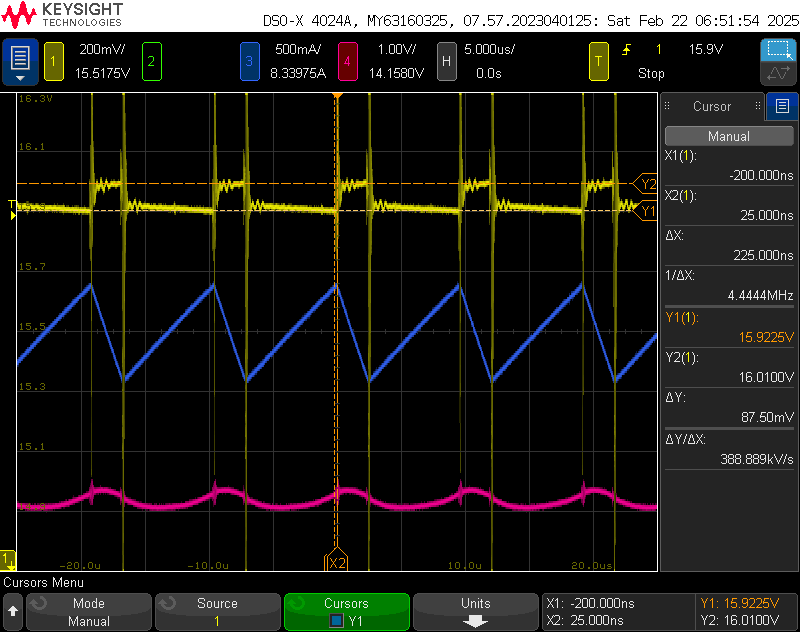 KEYSIGHT
TECHNOLOGIES
DSO-X 4024A, MY63160325, 07.57.2023040125: Sat Feb 22 06:51:54 2025
1 200mV/ 2 3 500mA/ 4 1.00V/ H 5.000us/ T 1 15.9V
15.5175V 8.33975A 14.1580V 0.0s Stop
16.3V
16.1
15.7
15.5
15.3
15.1
T
Y2
Y1
1
-20.0u -10.0u X2 10.0u 20.0us
Cursor
Manual
X1(1):
-200.000ns
X2(1):
25.000ns
ΔX:
225.000ns
1/ΔX:
4.4444MHz
Y1(1):
15.9225V
Y2(1):
16.0100V
ΔY:
87.50mV
ΔY/ΔX:
388.889kV/s
Cursors Menu
Mode
Manual
Source
1
Cursors
Y1
Units
X1: -200.000ns
X2: 25.000ns
Y1: 15.9225V
Y2: 16.0100V